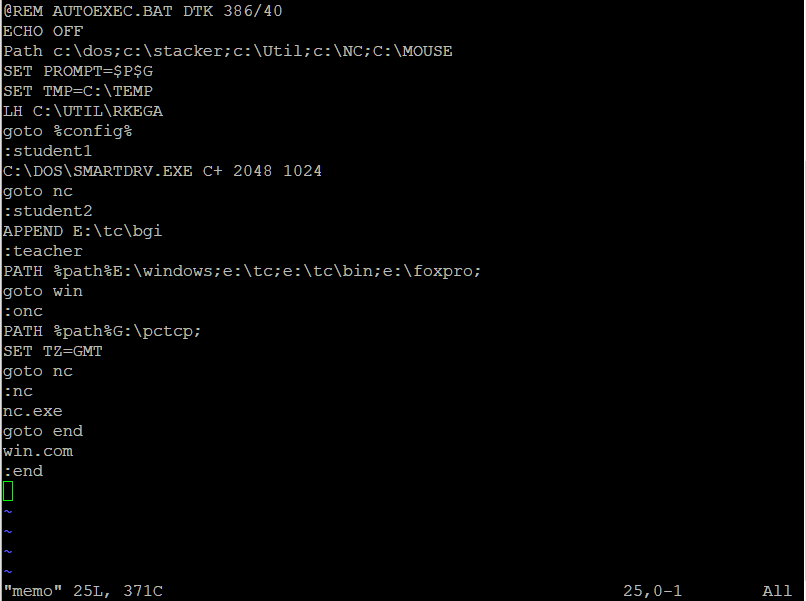 @REM AUTOEXEC.BAT DTK 386/40
ECHO OFF
Path c:\dos;c:\stacker;c:\Util;c:\NC;C:\MOUSE
SET PROMPT=$P$G
SET TMP=C:\TEMP
LH C:\UTIL\RKEGA
goto %config%
:student1
C:\DOS\SMARTDRV.EXE C+ 2048 1024
goto nc
:student2
APPEND E:\tc\bgi
:teacher
PATH %path%E:\windows;e:\tc;e:\tc\bin;e:\foxpro;
goto win
:onc
PATH %path%G:\pctcp;
SET TZ=GMT
goto nc
:nc
nc.exe
goto end
win.com
:end
~
~
~
~
"memo" 25L, 371C 25,0-1 All